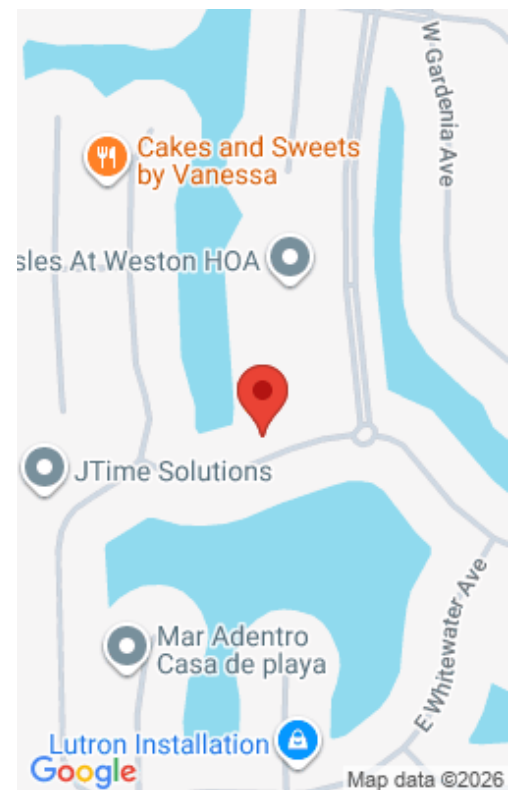 W Gardenia Ave
Cakes and Sweets
by Vanessa
sles At Weston HOA
JTime Solutions
E Whitewater Ave
Mar Adentro
Casa de playa
Lutron Installation
Google
Map data ©2026